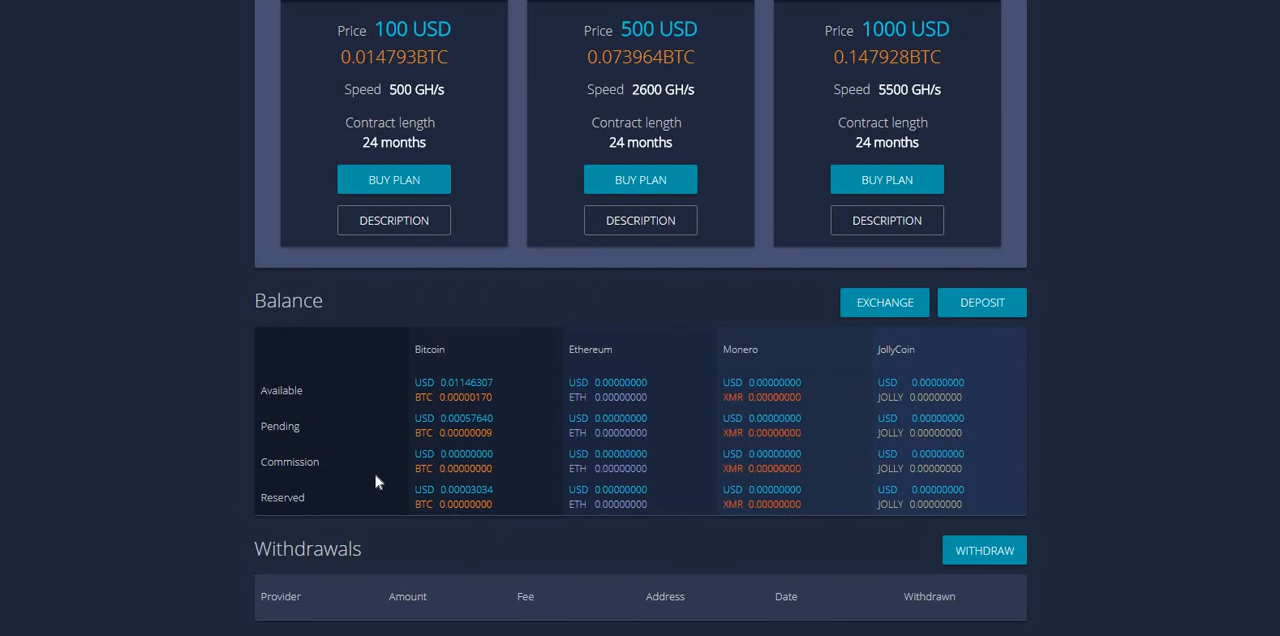 Price 100 USD Price 500 USD Price 1000 USD
0.014793BTC 0.073964BTC 0.147928BTC
Speed 500 GH/s Speed 2600 GH/s Speed 5500 GH/s
Contract length Contract length Contract length
24 months 24 months 24 months
BUY PLAN BUY PLAN BUY PLAN
DESCRIPTION DESCRIPTION DESCRIPTION
Balance EXCHANGE DEPOSIT
Bitcoin Ethereum Monero JollyCoin
Available
USD 0.01146307 USD 0.00000000 USD 0.00000000 USD 0.00000000
BTC 0.00000170 ETH 0.00000000 XMR 0.00000000 JOLLY 0.00000000
Pending
USD 0.00057640 USD 0.00000000 USD 0.00000000 USD 0.00000000
BTC 0.00000009 ETH 0.00000000 XMR 0.00000000 JOLLY 0.00000000
Commission
USD 0.00000000 USD 0.00000000 USD 0.00000000 USD 0.00000000
BTC 0.00000000 ETH 0.00000000 XMR 0.00000000 JOLLY 0.00000000
Reserved
USD 0.00003034 USD 0.00000000 USD 0.00000000 USD 0.00000000
BTC 0.00000000 ETH 0.00000000 XMR 0.00000000 JOLLY 0.00000000
Withdrawals WITHDRAW
Provider Amount Fee Address Date Withdrawn